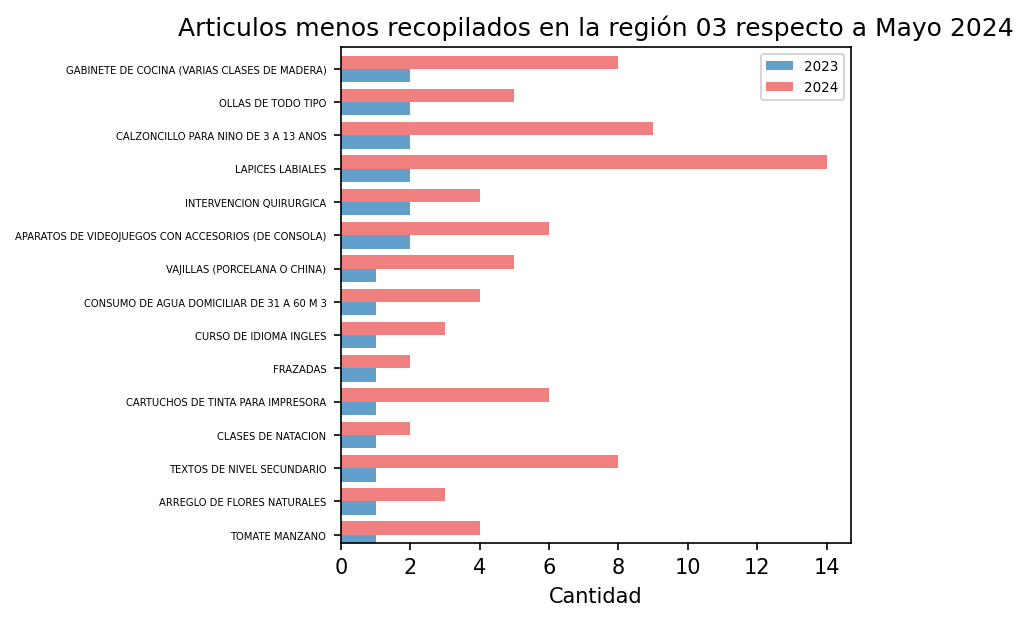 Articulos menos recopilados en la región 03 respecto a Mayo 2024
2023
2024
GABINETE DE COCINA (VARIAS CLASES DE MADERA)
OLLAS DE TODO TIPO
CALZONCILLO PARA NINO DE 3 A 13 ANOS
LAPICES LABIALES
INTERVENCION QUIRURGICA
APARATOS DE VIDEOJUEGOS CON ACCESORIOS (DE CONSOLA)
VAJILLAS (PORCELANA O CHINA)
CONSUMO DE AGUA DOMICILIAR DE 31 A 60 M 3
CURSO DE IDIOMA INGLES
FRAZADAS
CARTUCHOS DE TINTA PARA IMPRESORA
CLASES DE NATACION
TEXTOS DE NIVEL SECUNDARIO
ARREGLO DE FLORES NATURALES
TOMATE MANZANO
0 2 4 6 8 10 12 14
Cantidad